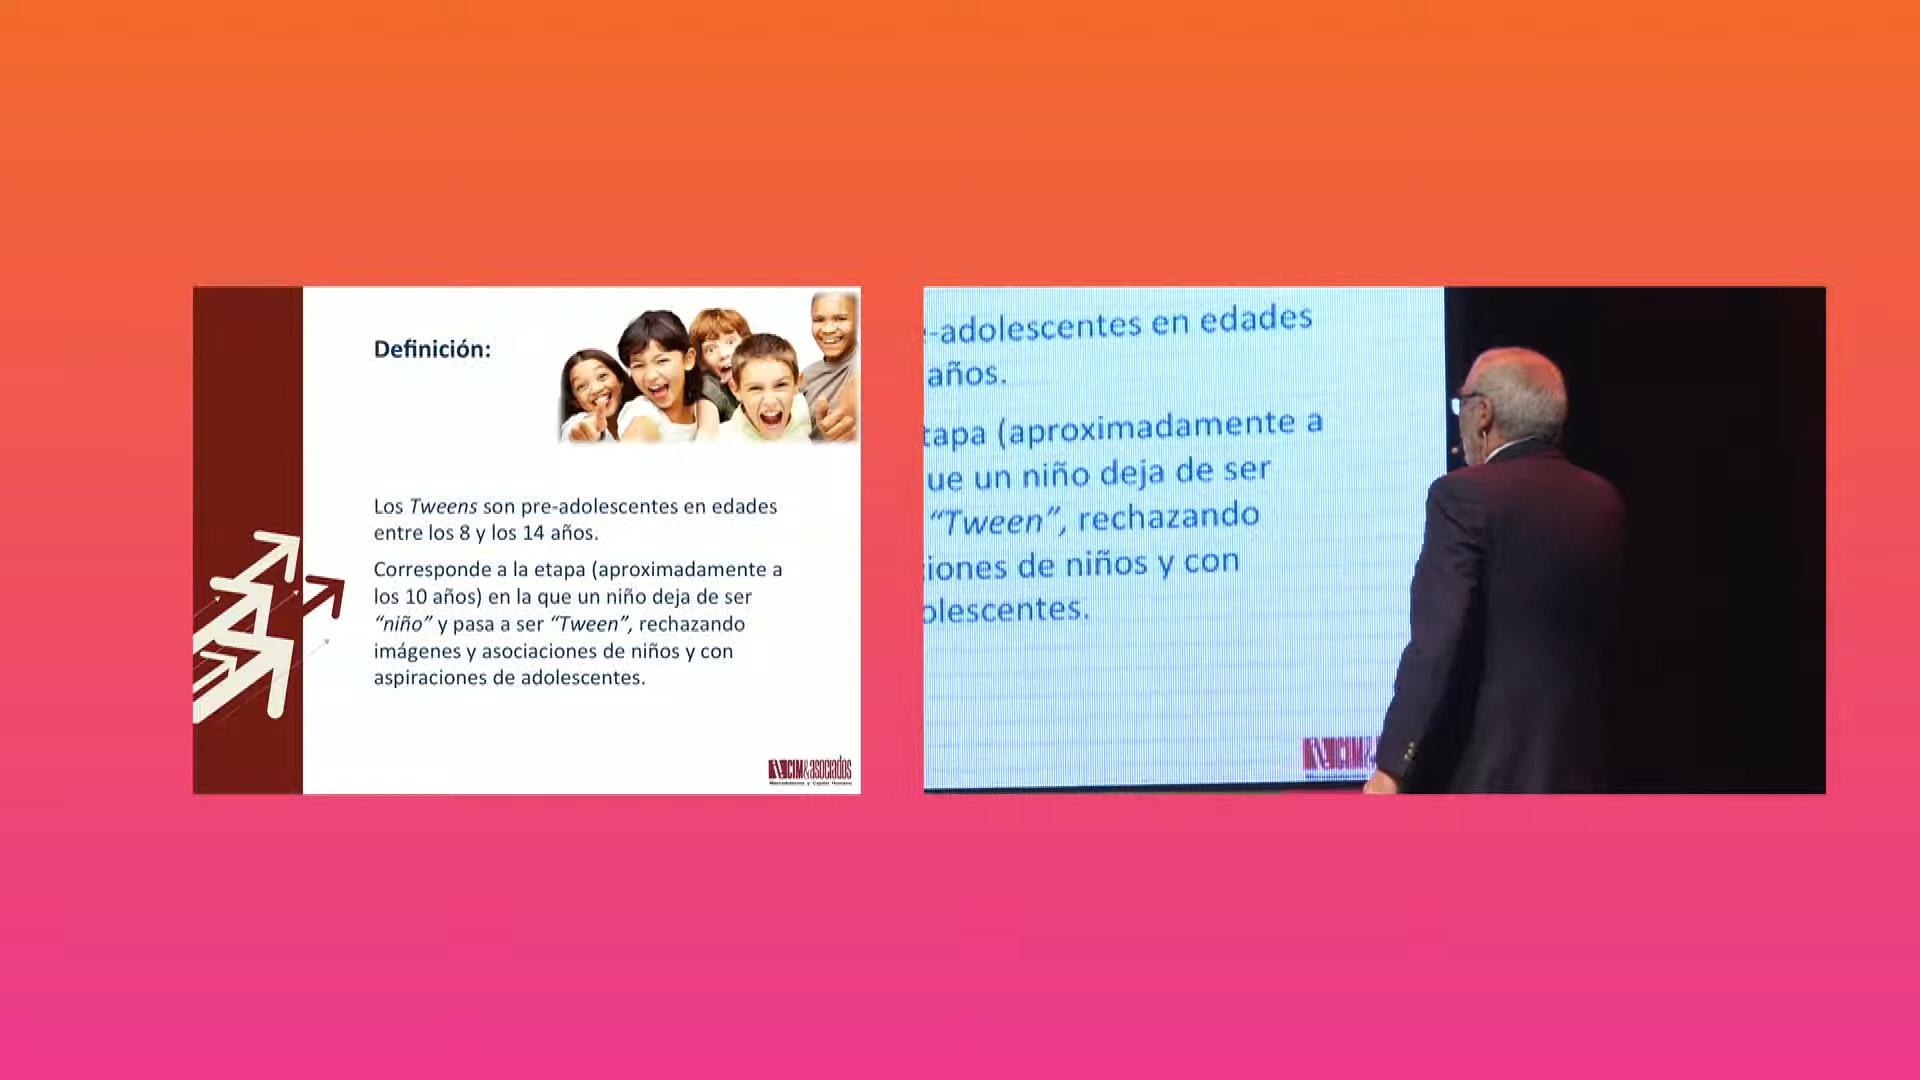 Definición:
Los Tweens son pre-adolescentes en edades
entre los 8 y los 14 años.
Corresponde a la etapa (aproximadamente a
los 10 años) en la que un niño deja de ser
“niño” y pasa a ser “Tween”, rechazando
imágenes y asociaciones de niños y con
aspiraciones de adolescentes.
CIM&asociados
Mercadotecnia y Capital Humano
-adolescentes en edades
años.
tapa (aproximadamente a
ue un niño deja de ser
“Tween”, rechazando
iones de niños y con
olescentes.
CIM